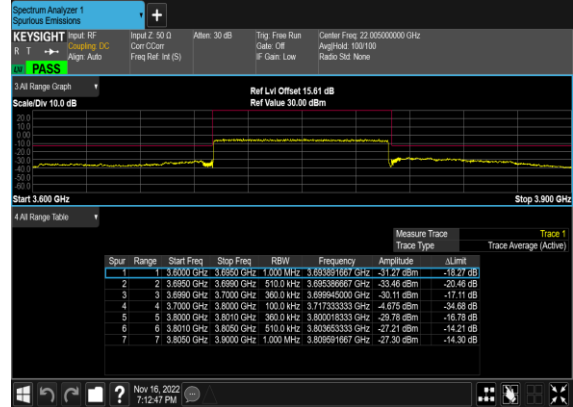 Spectrum Analyzer 1
Spurious Emissions
+
KEYSIGHT Input: RF Input Z: 50 Ω Atten: 30 dB Trig: Free Run Center Freq: 22.005000000 GHz
R T Coupling: DC Corr CCorr Gate: Off Avg|Hold: 100/100
Align: Auto Freq Ref: Int (S) IF Gain: Low Radio Std: None
PASS
3 All Range Graph
Ref Lvl Offset 15.61 dB
Scale/Div 10.0 dB Ref Value 30.00 dBm
20.0
10.0
0.00
-10.0
-20.0
-30.0
-40.0
-50.0
-60.0
Start 3.600 GHz Stop 3.900 GHz
4 All Range Table
Measure Trace Trace 1
Trace Type Trace Average (Active)
Spur Range Start Freq Stop Freq RBW Frequency Amplitude ΔLimit
1 1 3.6000 GHz 3.6950 GHz 1.000 MHz 3.693891667 GHz -31.27 dBm -18.27 dB
2 2 3.6950 GHz 3.6990 GHz 510.0 kHz 3.695386667 GHz -33.46 dBm -20.46 dB
3 3 3.6990 GHz 3.7000 GHz 360.0 kHz 3.699945000 GHz -30.11 dBm -17.11 dB
4 4 3.7000 GHz 3.8000 GHz 100.0 kHz 3.717333333 GHz -4.675 dBm -34.68 dB
5 5 3.8000 GHz 3.8010 GHz 360.0 kHz 3.800018333 GHz -29.78 dBm -16.78 dB
6 6 3.8010 GHz 3.8050 GHz 510.0 kHz 3.803653333 GHz -27.21 dBm -14.21 dB
7 7 3.8050 GHz 3.9000 GHz 1.000 MHz 3.809591667 GHz -27.30 dBm -14.30 dB
? Nov 16, 2022
7:12:47 PM